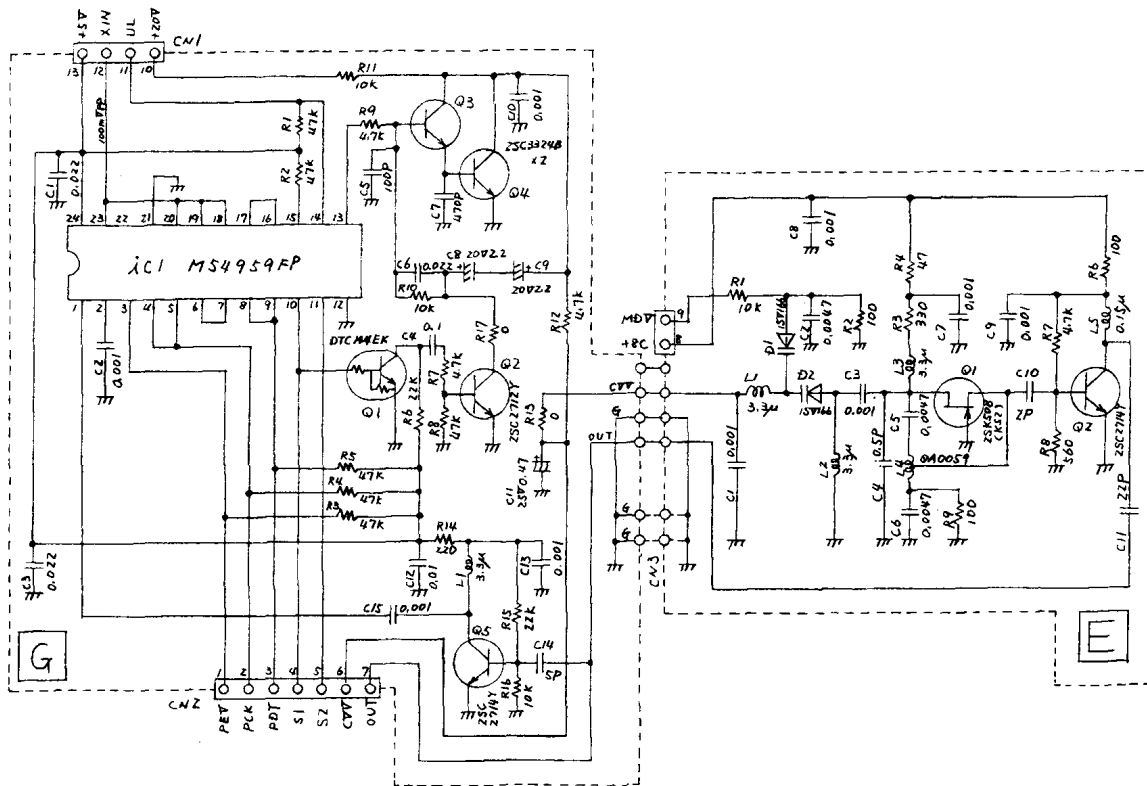 +5V
XIN
UL
+20V
CN1
13
12
11
10
100mVPP
R11
10K
R1
47K
R2
47K
R9
4.7K
Q3
C10
0.001
2SC3324B
x2
Q4
C1
0.022
C5
100P
C7
470P
24 23 22 21 20 19 18 17 16 15 14 13
iC1 M54959FP
1 2 3 4 5 6 7 8 9 10 11 12
C2
0.001
C6
0.022
C8 20V2.2
+
+
C9
20V2.2
R10
10K
R12
4.7K
R17
0
DTC144EK
Q1
C4
0.1
R6
22K
R7
4.7K
R8
47K
Q2
2SC2712Y
R13
0
C11
25V0.47
+
R5
47K
R4
47K
R3
47K
R14
220
C3
0.022
C12
0.01
L1
3.3μ
C13
0.001
C15
0.001
R15
22K
Q5
C14
5P
R16
10K
2SC
2714Y
G
CN2
1
2
3
4
5
6
7
PEV
PCK
PDT
S1
S2
CVV
OUT
MDV
9
+8C
8
CVV
G
OUT
G
G
CN3
C8
0.001
R1
10K
D1
1SV166
C2
0.0047
R2
100
R4
47
R3
330
C7
0.001
C9
0.001
R7
4.7K
R6
100
L5
0.15μ
L3
3.3μ
L1
3.3μ
D2
1SV166
C3
0.001
Q1
2SK508
(K52)
C10
2P
Q2
2SC2714Y
C1
0.001
L2
3.3μ
C5
0.0047
C4
0.5P
L4
QA0059
C6
0.0047
R9
100
R8
560
22P
C11
E